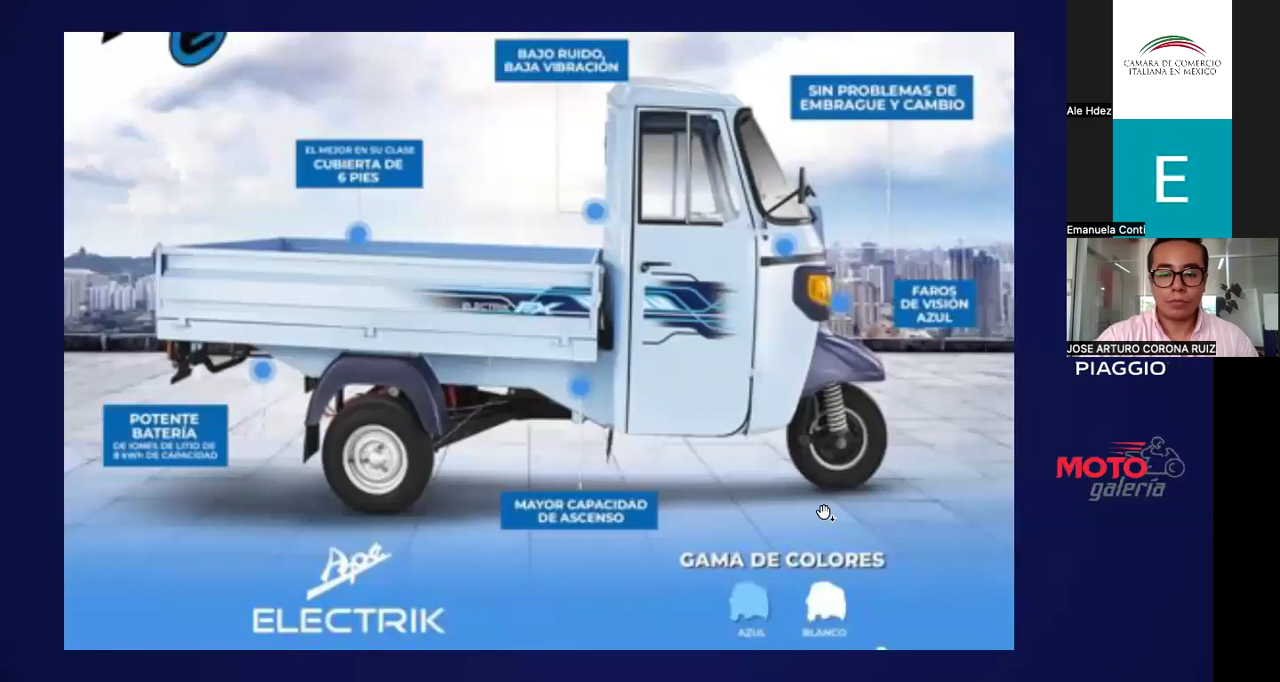 BAJO RUIDO,
BAJA VIBRACIÓN
SIN PROBLEMAS DE
EMBRAGUE Y CAMBIO
EL MEJOR EN SU CLASE
CUBIERTA DE
6 PIES
FAROS
DE VISIÓN
AZUL
ELECTRIK FX
POTENTE
BATERÍA
DE IONES DE LITIO DE
8 kWh DE CAPACIDAD
MAYOR CAPACIDAD
DE ASCENSO
Ape
ELECTRIK
GAMA DE COLORES
AZUL
BLANCO
CAMARA DE COMERCIO
ITALIANA EN MÉXICO
Ale Hdez
E
Emanuela Conti
JOSE ARTURO CORONA RUIZ
PIAGGIO
MOTO
galería